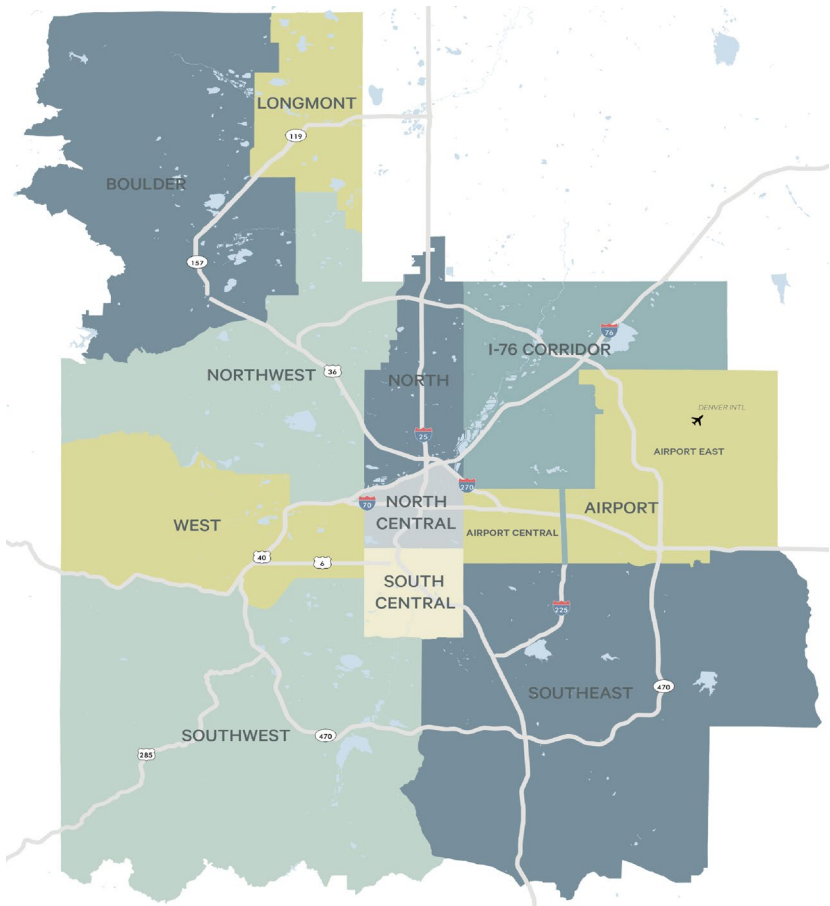 LONGMONT
119
BOULDER
157
76
I-76 CORRIDOR
NORTHWEST
36
NORTH
DENVER INTL
25
AIRPORT EAST
270
70
NORTH
CENTRAL
AIRPORT
WEST
AIRPORT CENTRAL
40
6
SOUTH
CENTRAL
225
SOUTHEAST
470
SOUTHWEST
470
285